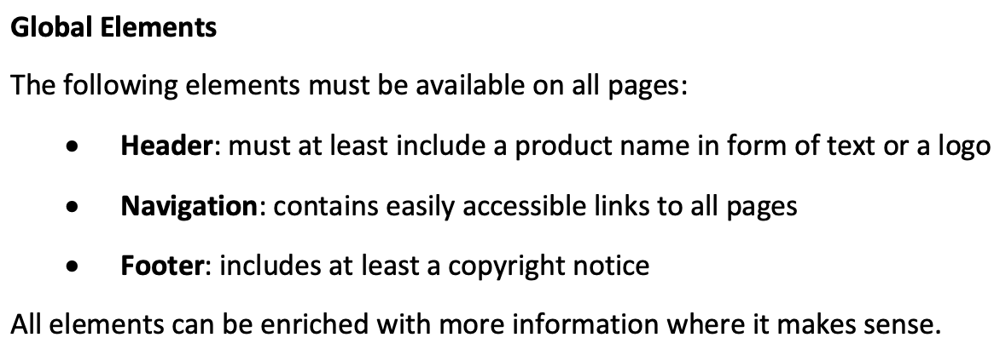 Global Elements
The following elements must be available on all pages:
• Header: must at least include a product name in form of text or a logo
• Navigation: contains easily accessible links to all pages
• Footer: includes at least a copyright notice
All elements can be enriched with more information where it makes sense.